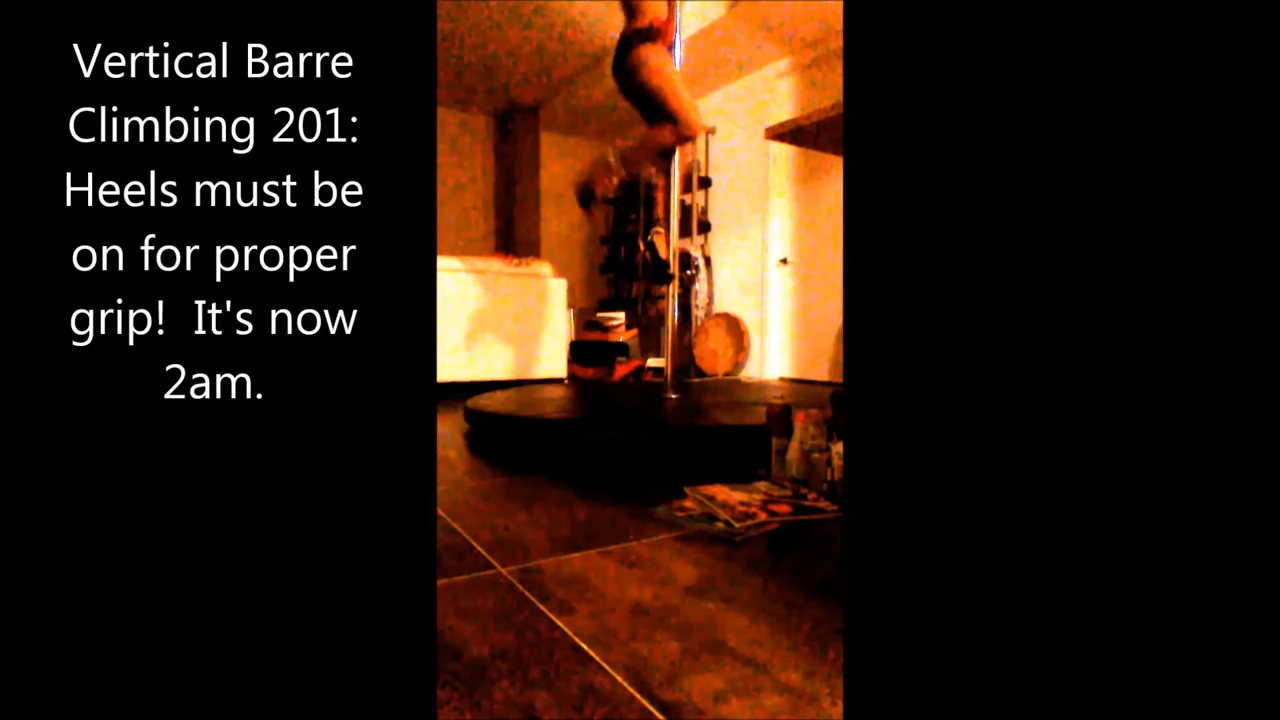 Vertical Barre
Climbing 201:
Heels must be
on for proper
grip!  It's now
2am.